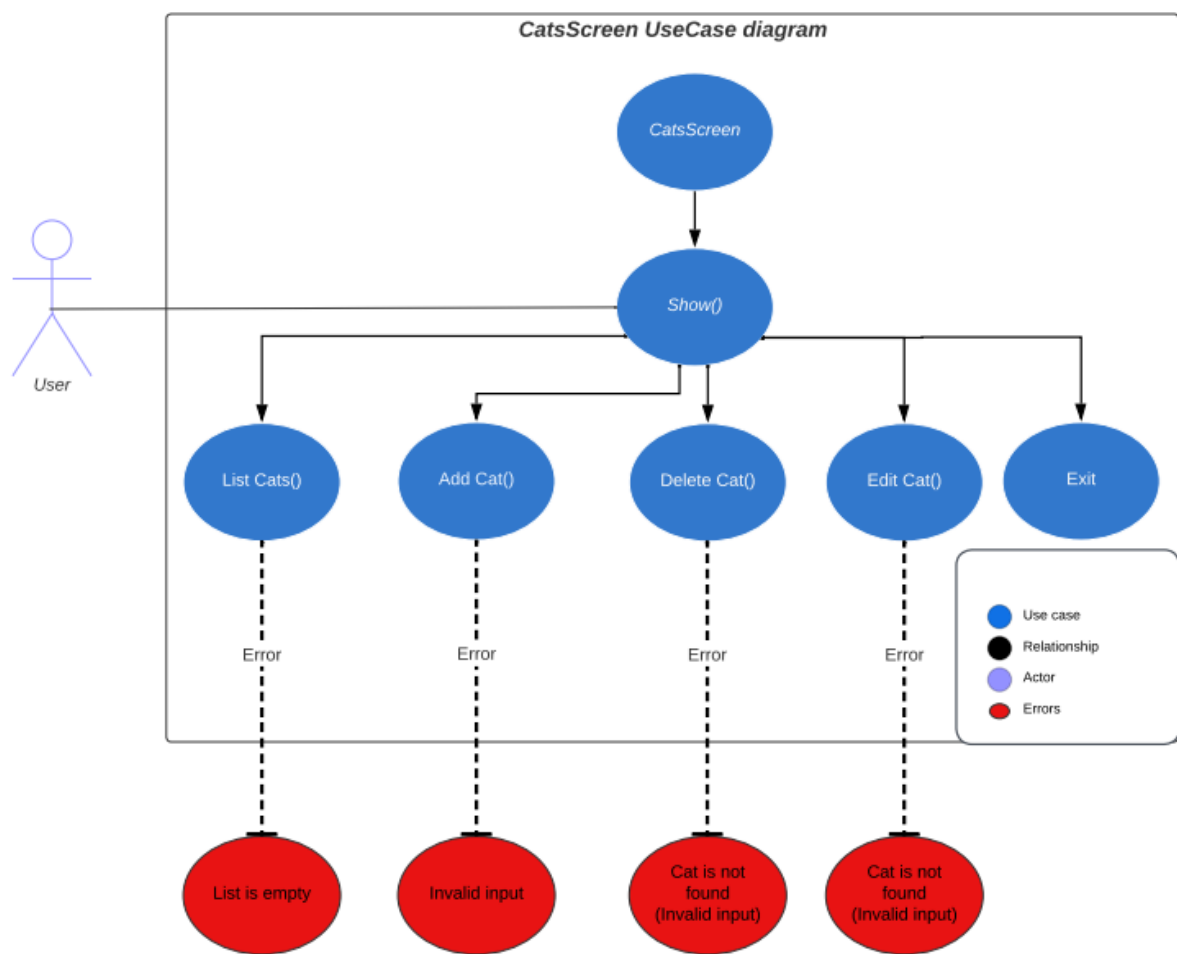 CatsScreen UseCase diagram
CatsScreen
Show()
User
List Cats()
Add Cat()
Delete Cat()
Edit Cat()
Exit
Use case
Relationship
Actor
Errors
Error
Error
Error
Error
List is empty
Invalid input
Cat is not
found
(Invalid input)
Cat is not
found
(Invalid input)